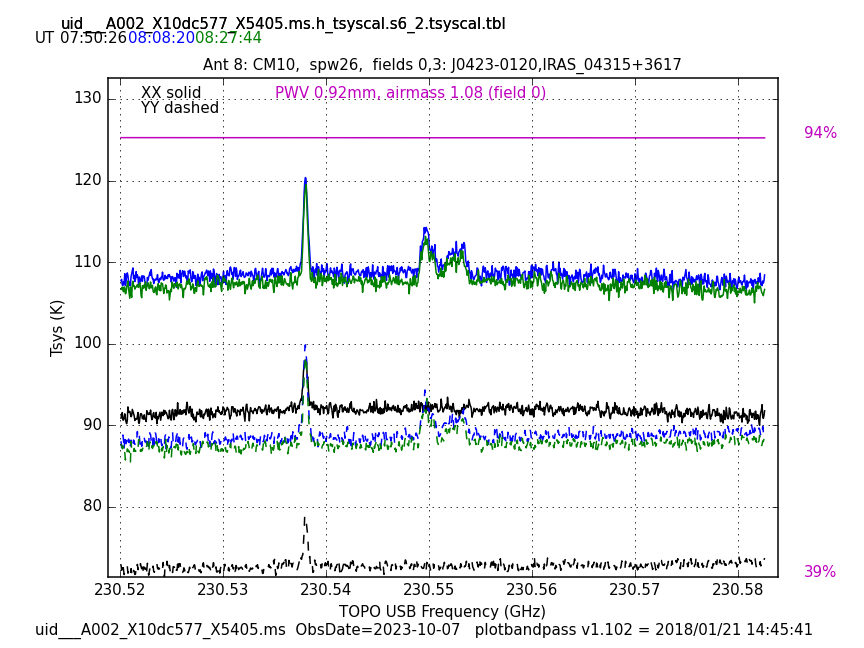 uid___A002_X10dc577_X5405.ms.h_tsyscal.s6_2.tsyscal.tbl
UT 07:50:26 08:08:20 08:27:44
Ant 8: CM10,  spw26,  fields 0,3: J0423-0120,IRAS_04315+3617
XX solid
YY dashed
PWV 0.92mm, airmass 1.08 (field 0)
94%
39%
130
120
110
100
90
80
Tsys (K)
230.52 230.53 230.54 230.55 230.56 230.57 230.58
TOPO USB Frequency (GHz)
uid___A002_X10dc577_X5405.ms  ObsDate=2023-10-07   plotbandpass v1.102 = 2018/01/21 14:45:41